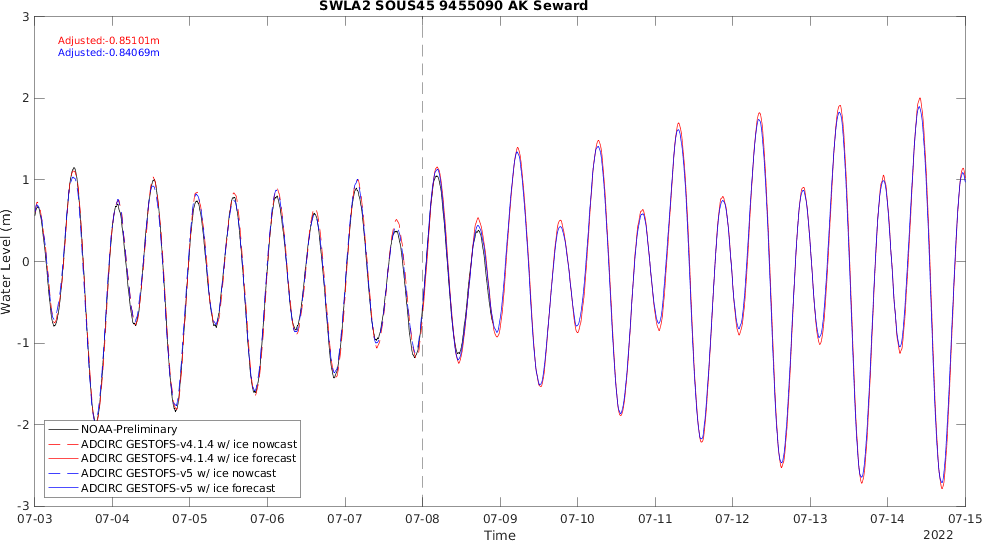 SWLA2 SOUS45 9455090 AK Seward
Adjusted:-0.85101m
Adjusted:-0.84069m
3
2
1
0
-1
-2
-3
Water Level (m)
NOAA-Preliminary
ADCIRC GESTOFS-v4.1.4 w/ ice nowcast
ADCIRC GESTOFS-v4.1.4 w/ ice forecast
ADCIRC GESTOFS-v5 w/ ice nowcast
ADCIRC GESTOFS-v5 w/ ice forecast
07-03 07-04 07-05 07-06 07-07 07-08 07-09 07-10 07-11 07-12 07-13 07-14 07-15
Time
2022